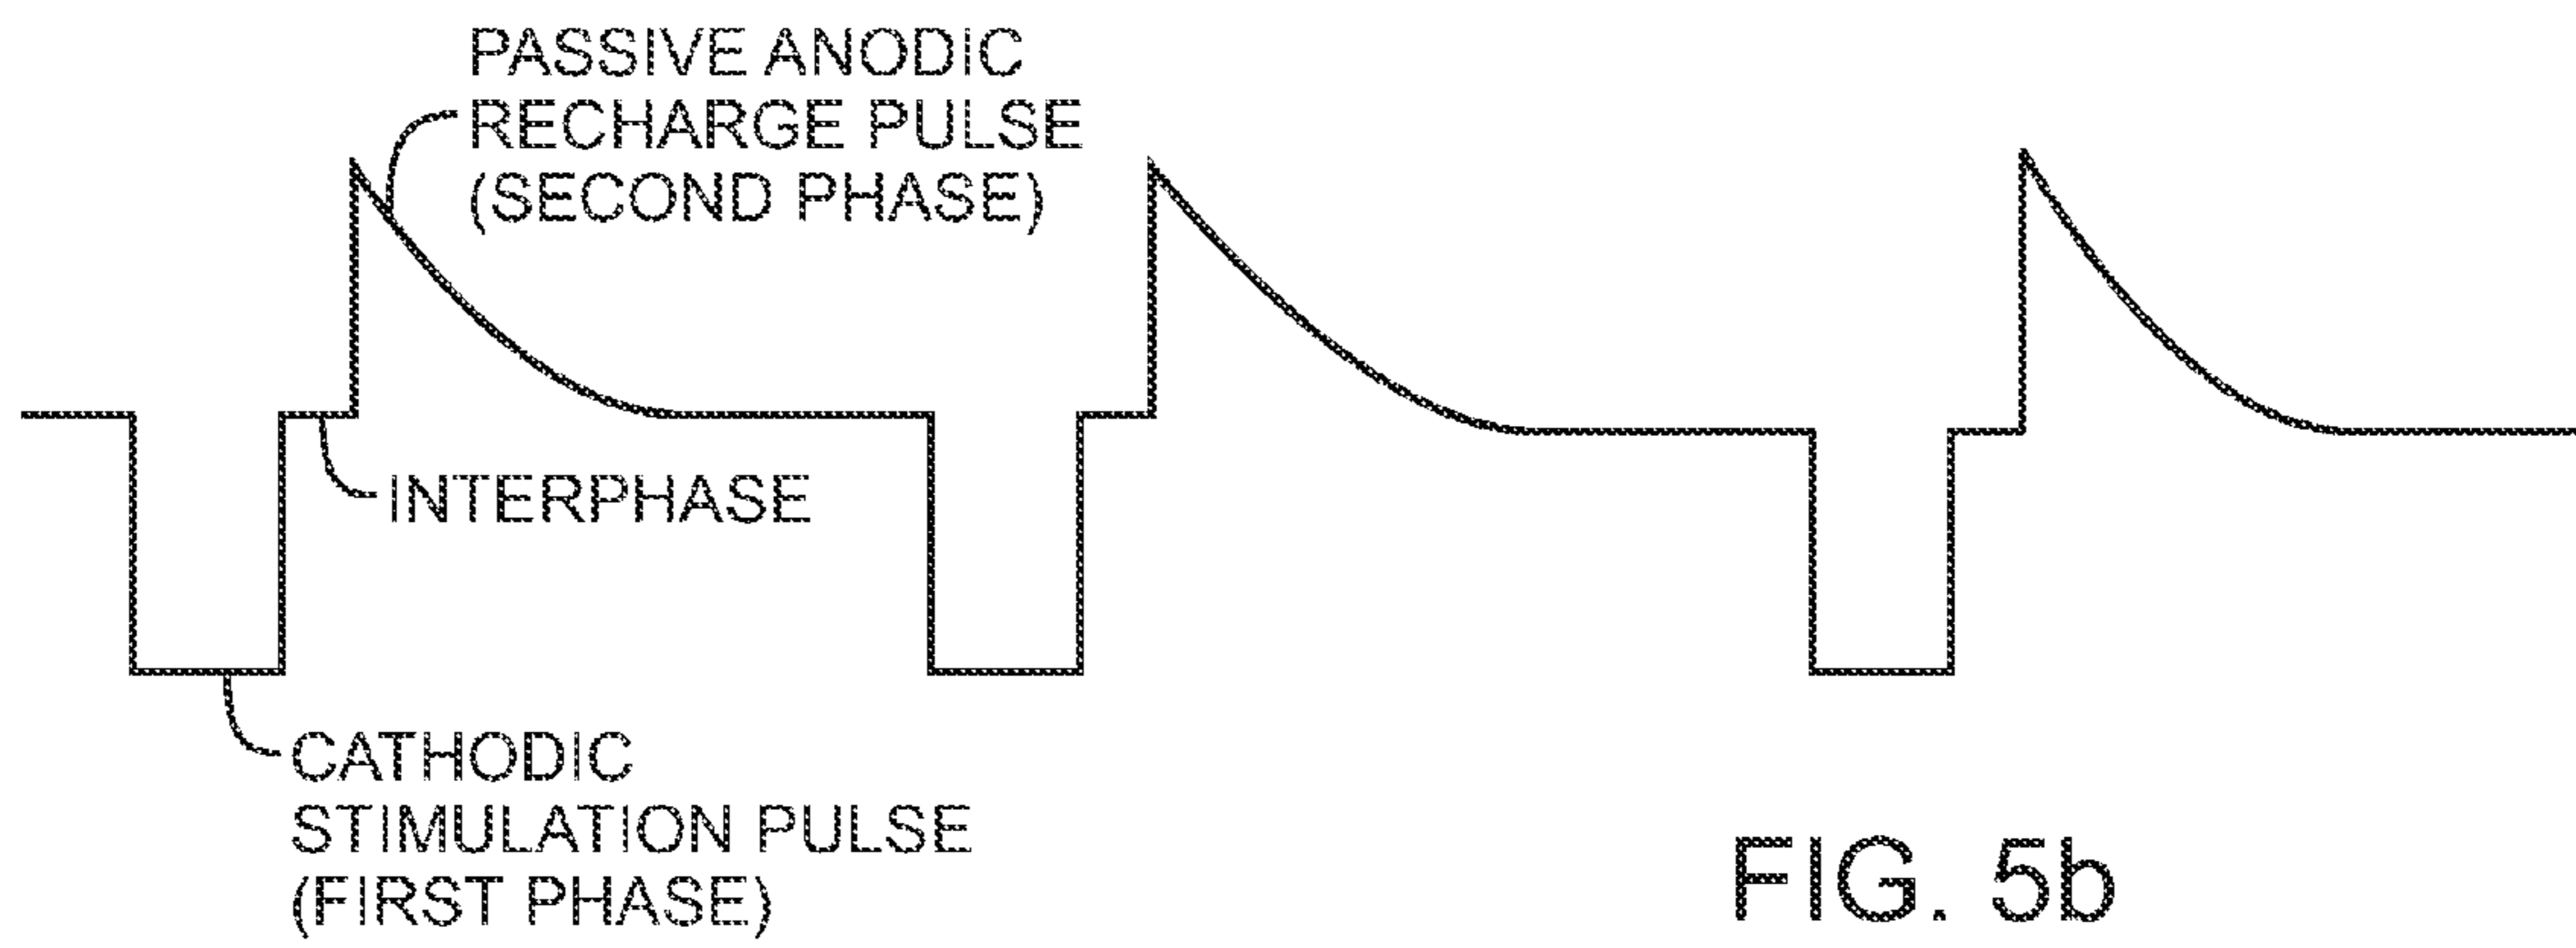 PASSIVE ANODIC
RECHARGE PULSE
(SECOND PHASE)
INTERPHASE
CATHODIC
STIMULATION PULSE
(FIRST PHASE)
FIG. 5b